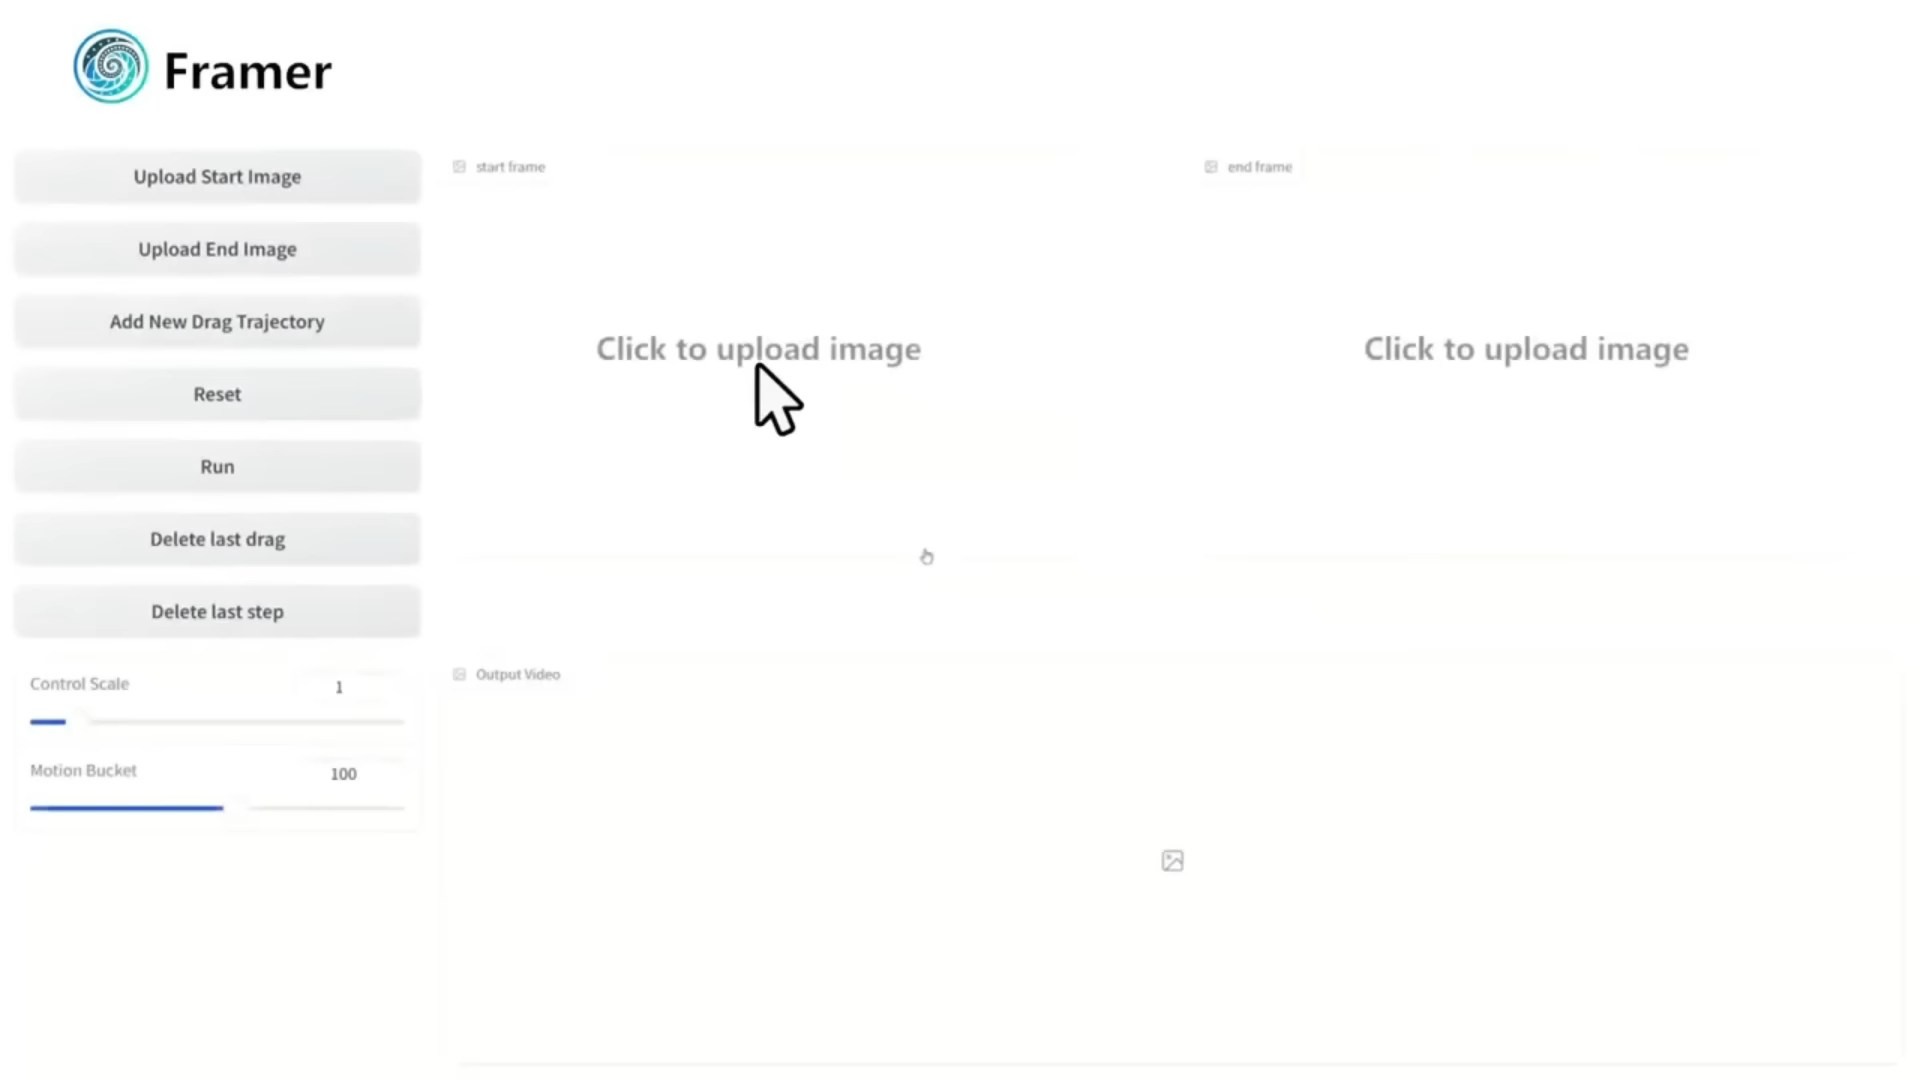 Framer
Upload Start Image
Upload End Image
Add New Drag Trajectory
Reset
Run
Delete last drag
Delete last step
Control Scale
1
Motion Bucket
100
start frame
Click to upload image
end frame
Click to upload image
Output Video